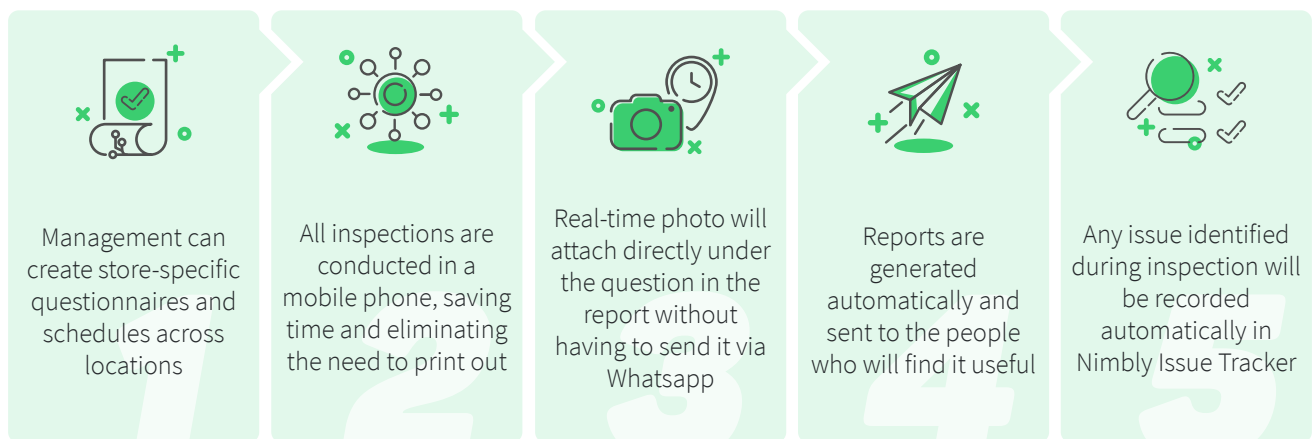 Management can
create store-specific
questionnaires and
schedules across
locations
1
All inspections are
conducted in a
mobile phone, saving
time and eliminating
the need to print out
2
Real-time photo will
attach directly under
the question in the
report without
having to send it via
Whatsapp
3
Reports are
generated
automatically and
sent to the people
who will find it useful
4
Any issue identified
during inspection will
be recorded
automatically in
Nimbly Issue Tracker
5